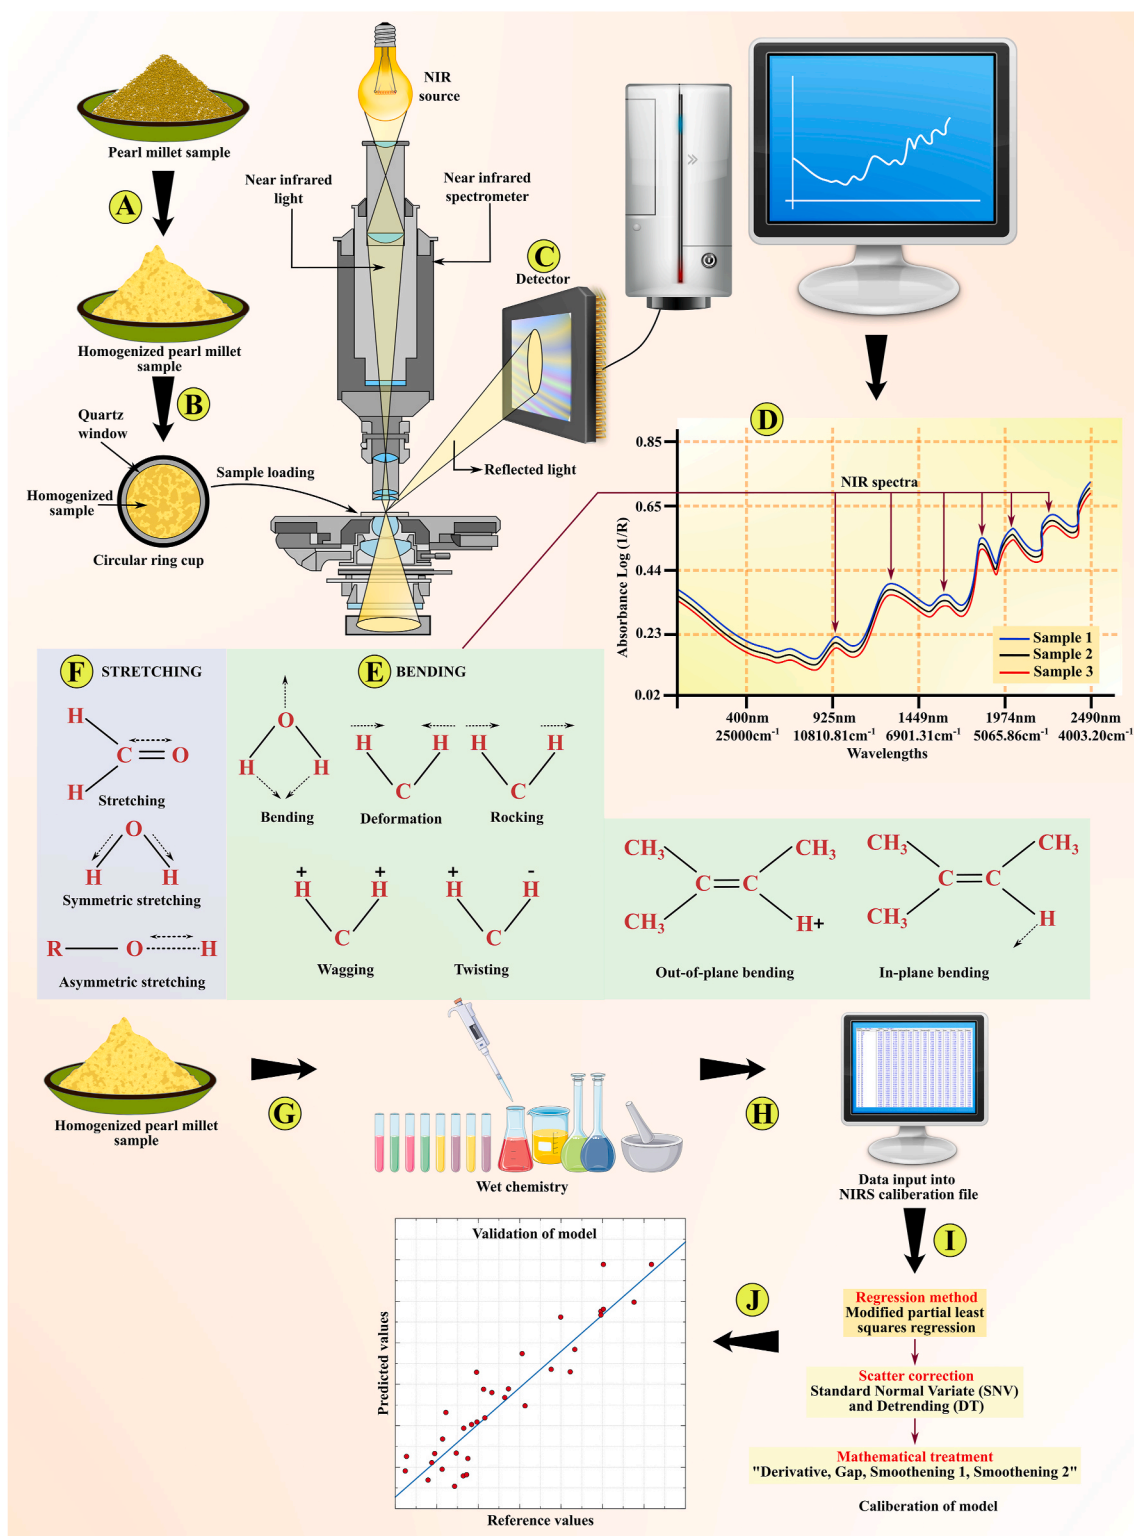 NIR
source
Pearl millet sample
A
Near infrared
light
Near infrared
spectrometer
C
Detector
Homogenized pearl millet
sample
B
Quartz
window
Sample loading
Reflected light
Homogenized
sample
Circular ring cup
D
NIR spectra
Absorbance Log (1/R)
0.85
0.65
0.44
0.23
0.02
Sample 1
Sample 2
Sample 3
400nm 925nm 1449nm 1974nm 2490nm
25000cm⁻¹ 10810.81cm⁻¹ 6901.31cm⁻¹ 5065.86cm⁻¹ 4003.20cm⁻¹
Wavelengths
F STRETCHING
H
C O
H
Stretching
O
H H
Symmetric stretching
R O H
Asymmetric stretching
E BENDING
O
H H
Bending
H H
C
Deformation
H H
C
Rocking
+ +
H H
C
Wagging
+ -
H H
C
Twisting
CH₃ CH₃
C C
CH₃ H+
Out-of-plane bending
CH₃ CH₃
C C
CH₃ H
In-plane bending
Homogenized pearl millet
sample
G
Wet chemistry
H
Data input into
NIRS caliberation file
I
Regression method
Modified partial least
squares regression
Scatter correction
Standard Normal Variate (SNV)
and Detrending (DT)
Mathematical treatment
"Derivative, Gap, Smoothening 1, Smoothening 2"
Caliberation of model
J
Validation of model
Predicted values
Reference values